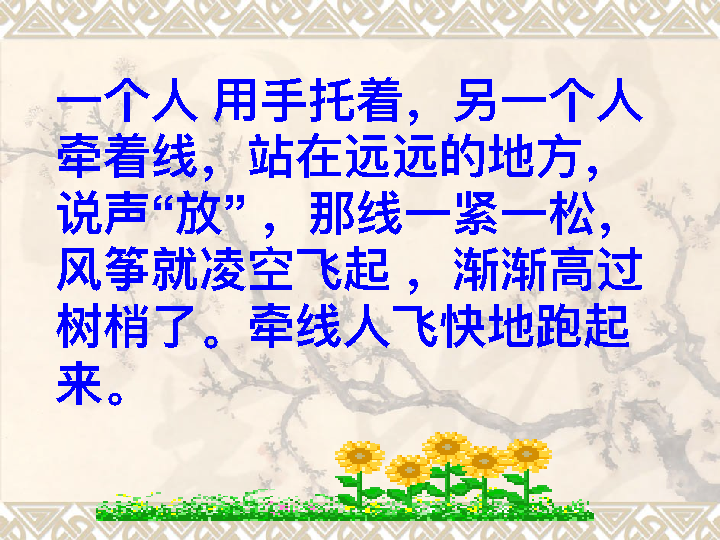 一个人 用手托着，另一个人
牵着线，站在远远的地方，
说声“放” ，那线一紧一松，
风筝就凌空飞起 ，渐渐高过
树梢了。牵线人飞快地跑起
来。